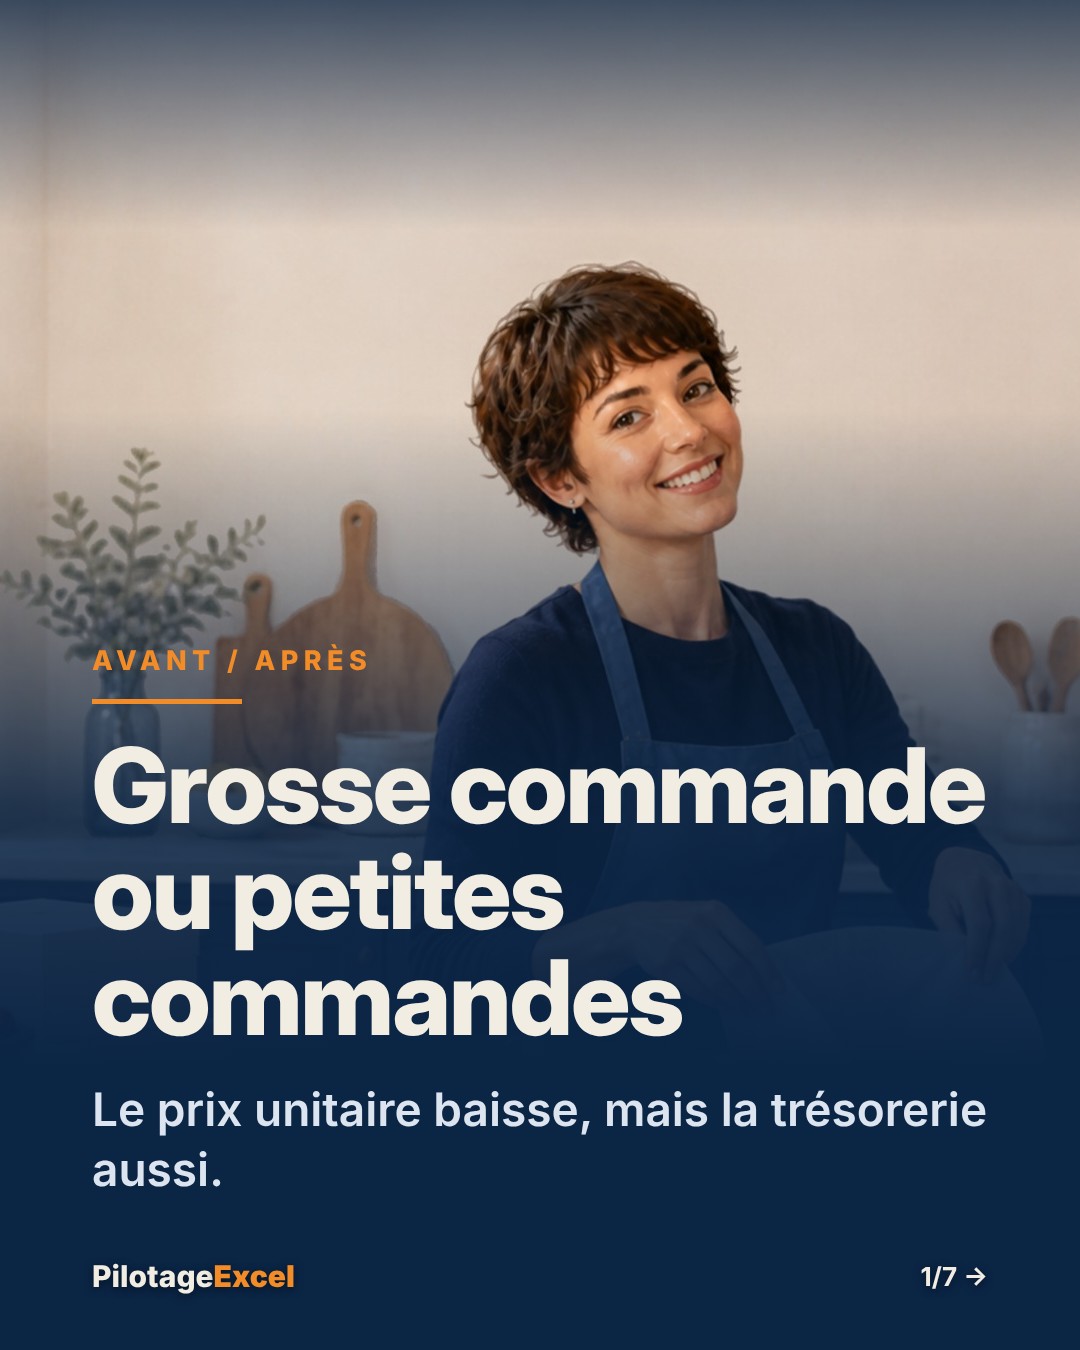 AVANT / APRÈS
Grosse commande
ou petites
commandes
Le prix unitaire baisse, mais la trésorerie
aussi.
PilotageExcel
1/7 →